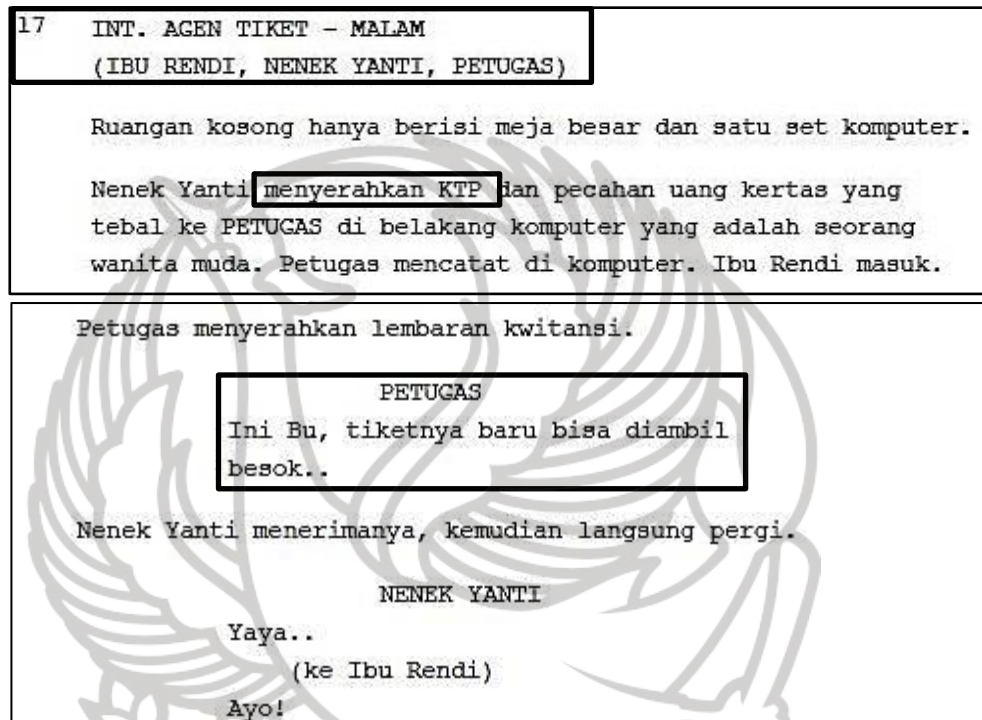 17 INT. AGEN TIKET – MALAM
(IBU RENDI, NENEK YANTI, PETUGAS)
Ruangan kosong hanya berisi meja besar dan satu set komputer.
Nenek Yanti menyerahkan KTP dan pecahan uang kertas yang
tebal ke PETUGAS di belakang komputer yang adalah seorang
wanita muda. Petugas mencatat di komputer. Ibu Rendi masuk.
Petugas menyerahkan lembaran kwitansi.
PETUGAS
Ini Bu, tiketnya baru bisa diambil
besok..
Nenek Yanti menerimanya, kemudian langsung pergi.
NENEK YANTI
Yaya..
(ke Ibu Rendi)
Ayo!